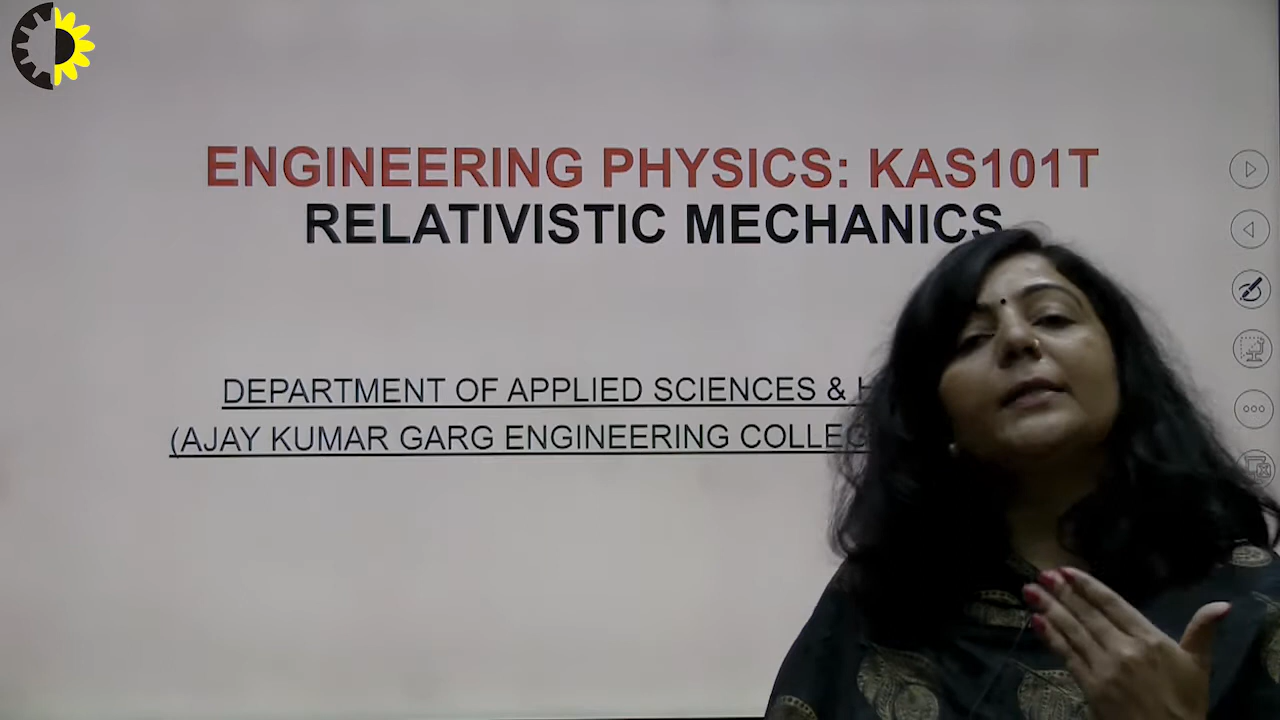 ENGINEERING PHYSICS: KAS101T
RELATIVISTIC MECHANICS
DEPARTMENT OF APPLIED SCIENCES &
(AJAY KUMAR GARG ENGINEERING